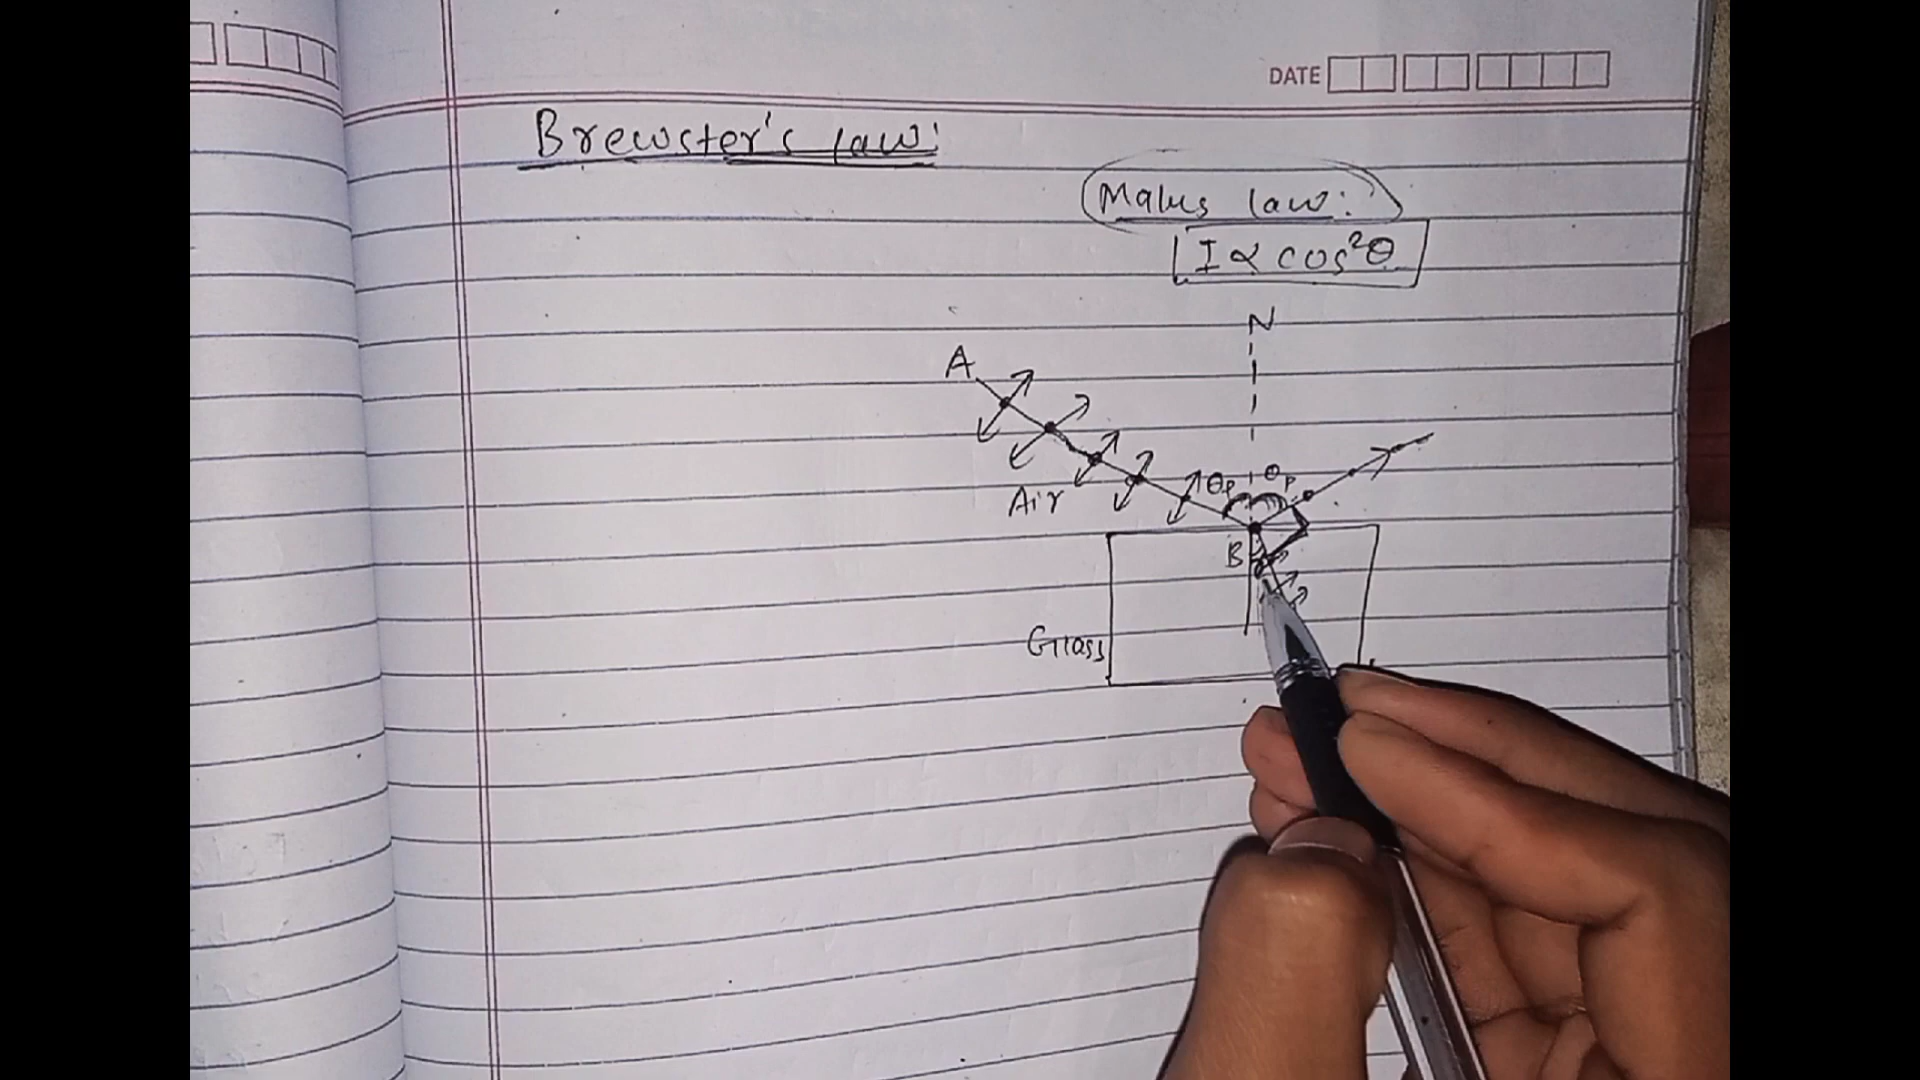 DATE
Brewster's law:
Malus law:
I ∝ cos²θ
N
A
θp θp
Air
B
Glass